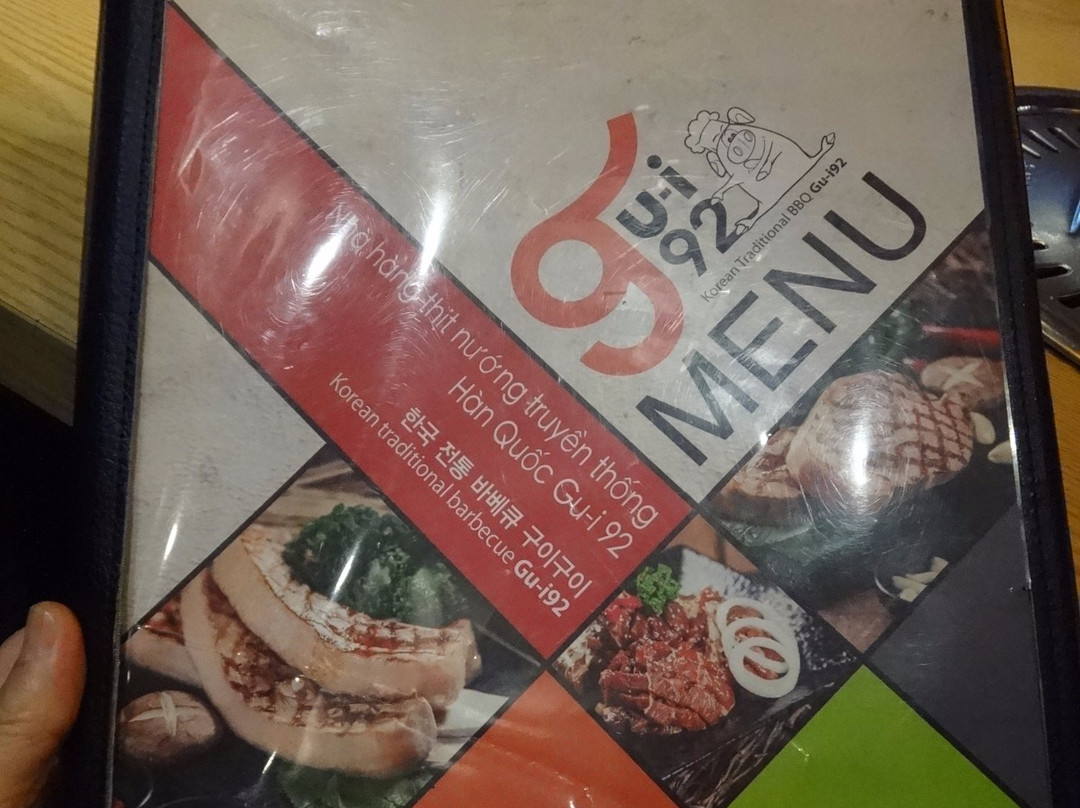 gu-i
92
Korean Traditional BBQ Gu-i92
MENU
Nhà hàng thịt nướng truyền thống
Hàn Quốc Gu-i 92
한국 전통 바베큐 구이구이
Korean traditional barbecue Gu-i92